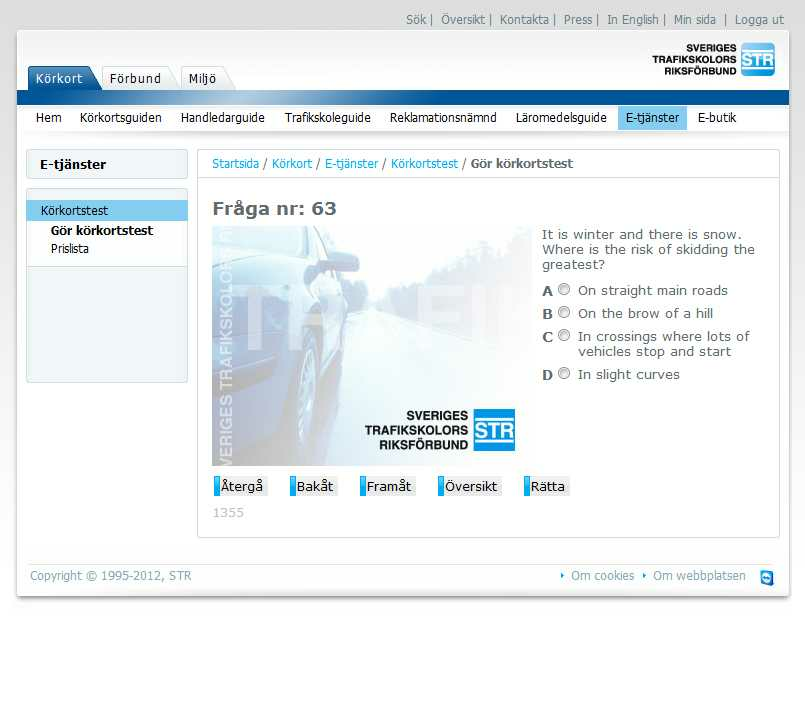 Sök | Översikt | Kontakta | Press | In English | Min sida | Logga ut
SVERIGES
TRAFIKSKOLORS
RIKSFÖRBUND
STR
Körkort Förbund Miljö
Hem Körkortsguiden Handledarguide Trafikskoleguide Reklamationsnämnd Läromedelsguide E-tjänster E-butik
E-tjänster
Körkortstest
Gör körkortstest
Prislista
Startsida / Körkort / E-tjänster / Körkortstest / Gör körkortstest
Fråga nr: 63
TRAFI
SVERIGES
TRAFIKSKOLORS
RIKSFÖRBUND
STR
It is winter and there is snow.
Where is the risk of skidding the
greatest?
A On straight main roads
B On the brow of a hill
C In crossings where lots of
vehicles stop and start
D In slight curves
Återgå Bakåt Framåt Översikt Rätta
1355
Copyright © 1995-2012, STR
Om cookies Om webbplatsen